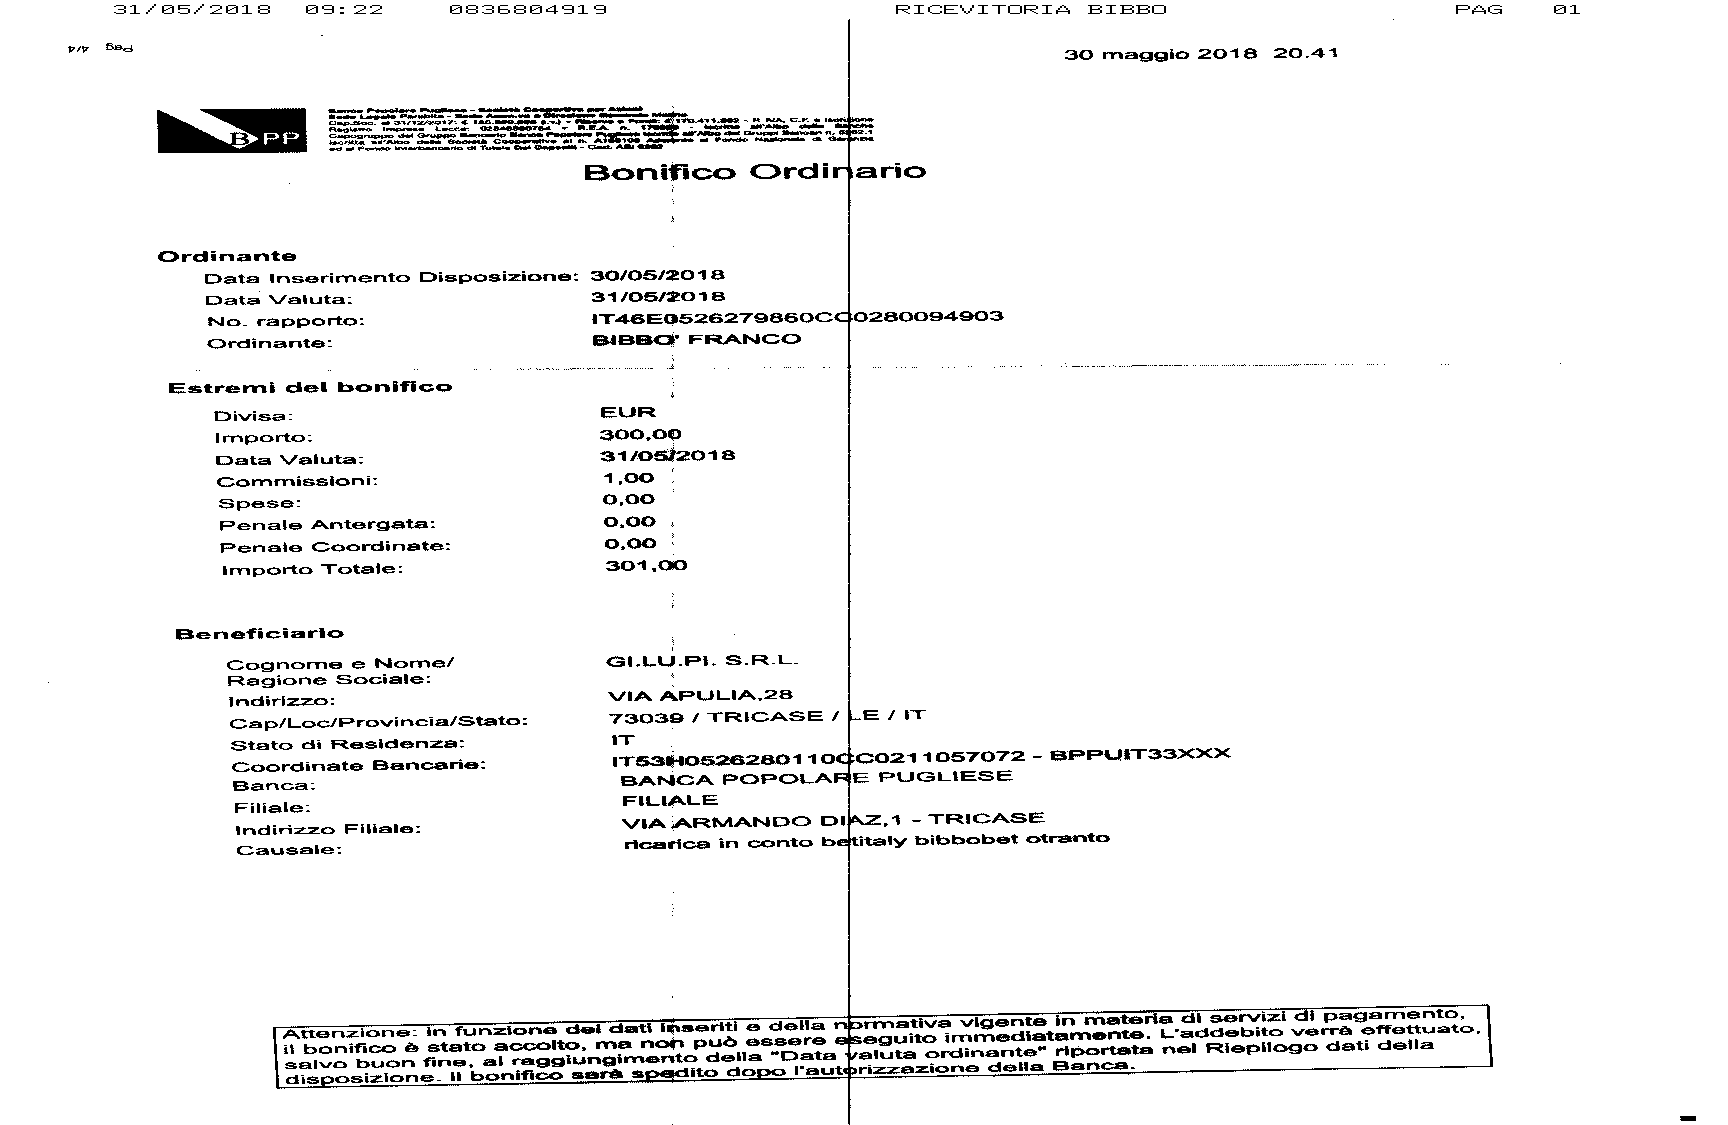 31/05/2018 09:22 0836804919 RICEVITORIA BIBBO PAG 01
Pag 4/4
30 maggio 2018 20.41
BPP
Banca Popolare Pugliese - Società Cooperativa per Azioni
Bonifico Ordinario
Ordinante
Data Inserimento Disposizione: 30/05/2018
Data Valuta: 31/05/2018
No. rapporto: IT46E0526279860CC0280094903
Ordinante: BIBBO' FRANCO
Estremi del bonifico
Divisa: EUR
Importo: 300,00
Data Valuta: 31/05/2018
Commissioni: 1,00
Spese: 0,00
Penale Antergata: 0,00
Penale Coordinate: 0,00
Importo Totale: 301,00
Beneficiario
Cognome e Nome/ GI.LU.PI. S.R.L.
Ragione Sociale:
Indirizzo: VIA APULIA,28
Cap/Loc/Provincia/Stato: 73039 / TRICASE / LE / IT
Stato di Residenza: IT
Coordinate Bancarie: IT53H0526280110CC0211057072 - BPPUIT33XXX
Banca: BANCA POPOLARE PUGLIESE
Filiale: FILIALE
Indirizzo Filiale: VIA ARMANDO DIAZ,1 - TRICASE
Causale: ricarica in conto betitaly bibbobet otranto
Attenzione: in funzione dei dati inseriti e della normativa vigente in materia di servizi di pagamento,
il bonifico è stato accolto, ma non può essere eseguito immediatamente. L'addebito verrà effettuato,
salvo buon fine, al raggiungimento della "Data valuta ordinante" riportata nel Riepilogo dati della
disposizione. Il bonifico sarà spedito dopo l'autorizzazione della Banca.